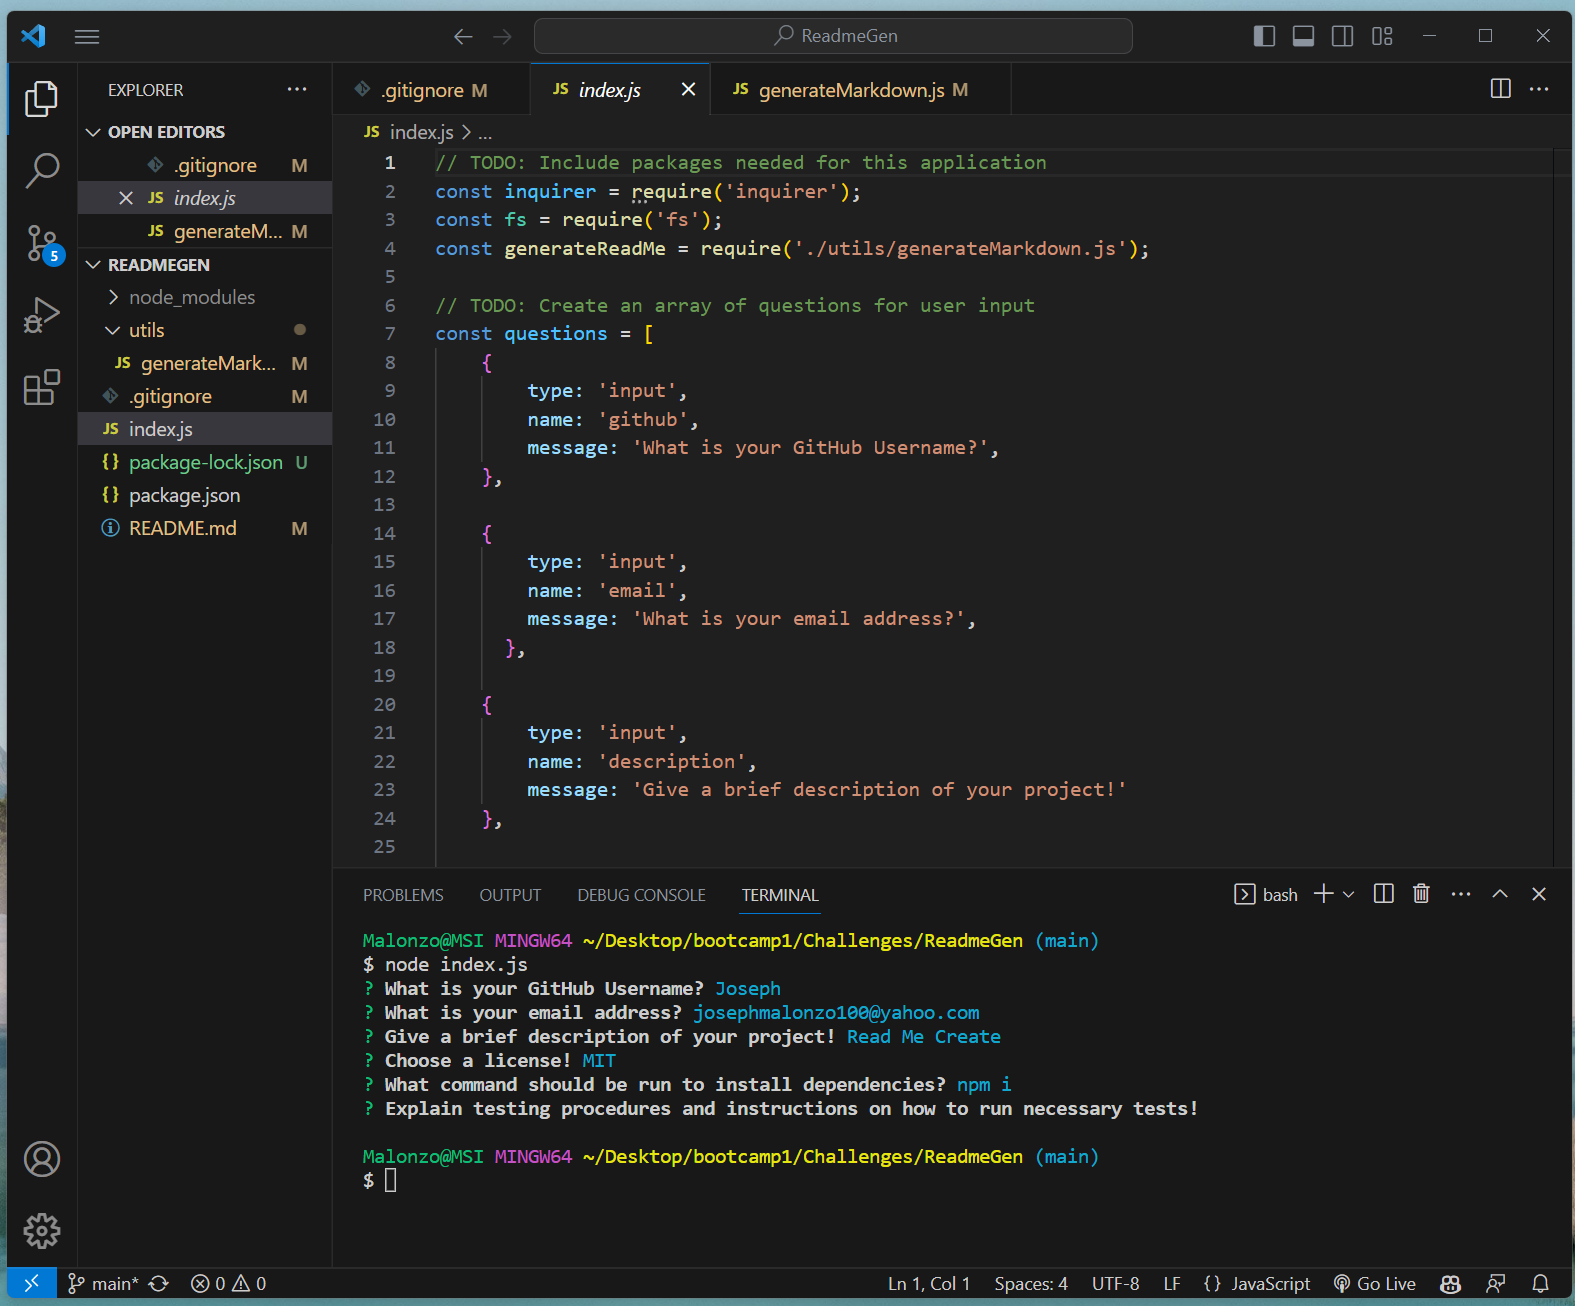 ReadmeGen
EXPLORER
OPEN EDITORS
.gitignore M
JS index.js
JS generateM... M
READMEGEN
node_modules
utils
JS generateMark... M
.gitignore M
JS index.js
{} package-lock.json U
{} package.json
README.md M
5
.gitignore M
JS index.js
JS generateMarkdown.js M
JS index.js > ...
1 // TODO: Include packages needed for this application
2 const inquirer = require('inquirer');
3 const fs = require('fs');
4 const generateReadMe = require('./utils/generateMarkdown.js');
5
6 // TODO: Create an array of questions for user input
7 const questions = [
8 {
9 type: 'input',
10 name: 'github',
11 message: 'What is your GitHub Username?',
12 },
13
14 {
15 type: 'input',
16 name: 'email',
17 message: 'What is your email address?',
18 },
19
20 {
21 type: 'input',
22 name: 'description',
23 message: 'Give a brief description of your project!'
24 },
25
PROBLEMS OUTPUT DEBUG CONSOLE TERMINAL bash
Malonzo@MSI MINGW64 ~/Desktop/bootcamp1/Challenges/ReadmeGen (main)
$ node index.js
? What is your GitHub Username? Joseph
? What is your email address? josephmalonzo100@yahoo.com
? Give a brief description of your project! Read Me Create
? Choose a license! MIT
? What command should be run to install dependencies? npm i
? Explain testing procedures and instructions on how to run necessary tests!
Malonzo@MSI MINGW64 ~/Desktop/bootcamp1/Challenges/ReadmeGen (main)
$
main* 0 0 Ln 1, Col 1 Spaces: 4 UTF-8 LF {} JavaScript Go Live